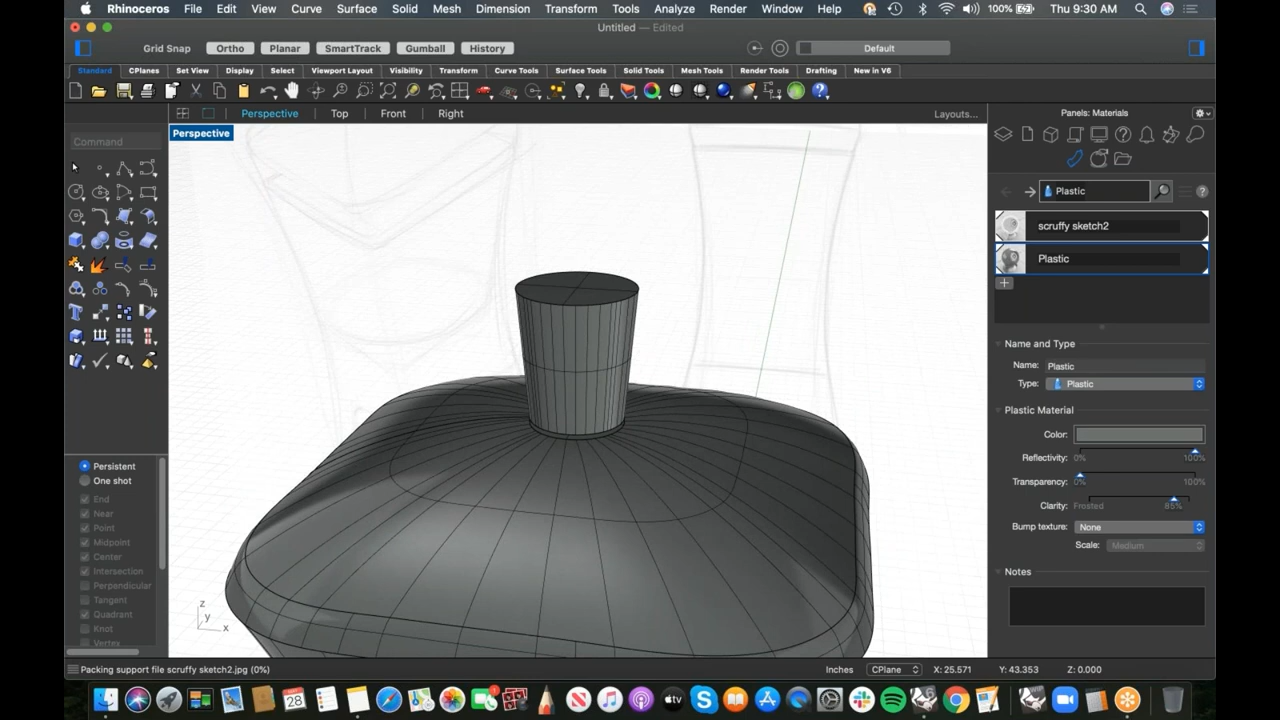 Rhinoceros File Edit View Curve Surface Solid Mesh Dimension Transform Tools Analyze Render Window Help 100% Thu 9:30 AM
Untitled — Edited
Grid Snap Ortho Planar SmartTrack Gumball History Default
Standard CPlanes Set View Display Select Viewport Layout Visibility Transform Curve Tools Surface Tools Solid Tools Mesh Tools Render Tools Drafting New in V6
Perspective Top Front Right Layouts... Panels: Materials
Perspective
Command
Plastic
scruffy sketch2
Plastic
Name and Type
Name: Plastic
Type: Plastic
Plastic Material
Color:
Reflectivity: 0% 100%
Transparency: 0% 100%
Clarity: Frosted 85%
Bump texture: None
Scale: Medium
Notes
Persistent
One shot
End
Near
Point
Midpoint
Center
Intersection
Perpendicular
Tangent
Quadrant
Knot
Vertex
z
y
x
Packing support file scruffy sketch2.jpg (0%) Inches CPlane X: 25.571 Y: 43.353 Z: 0.000
28
tv